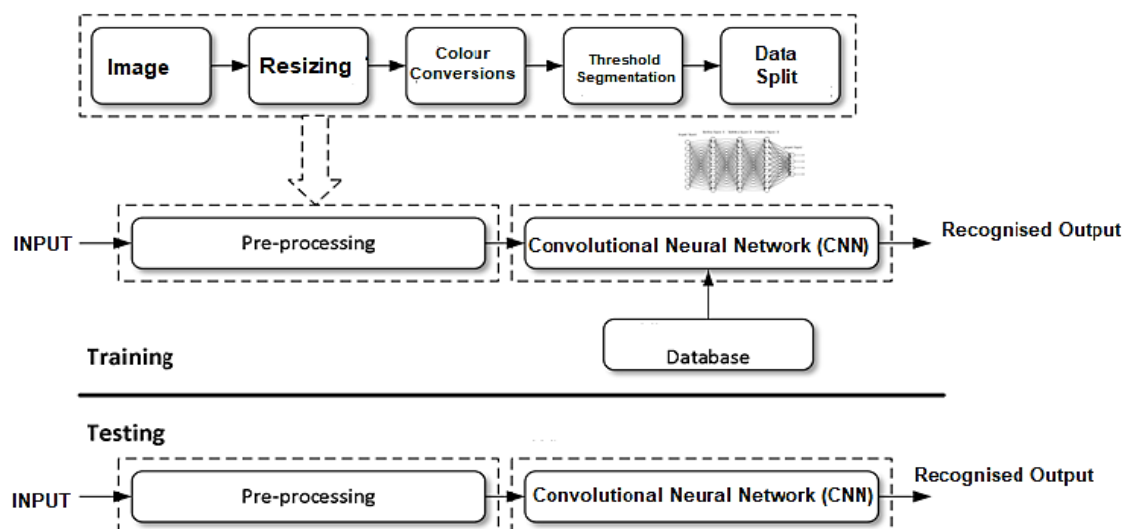 Image
Resizing
Colour
Conversions
Threshold
Segmentation
Data
Split
INPUT
Pre-processing
Convolutional Neural Network (CNN)
Recognised Output
Database
Training
Testing
INPUT
Pre-processing
Convolutional Neural Network (CNN)
Recognised Output